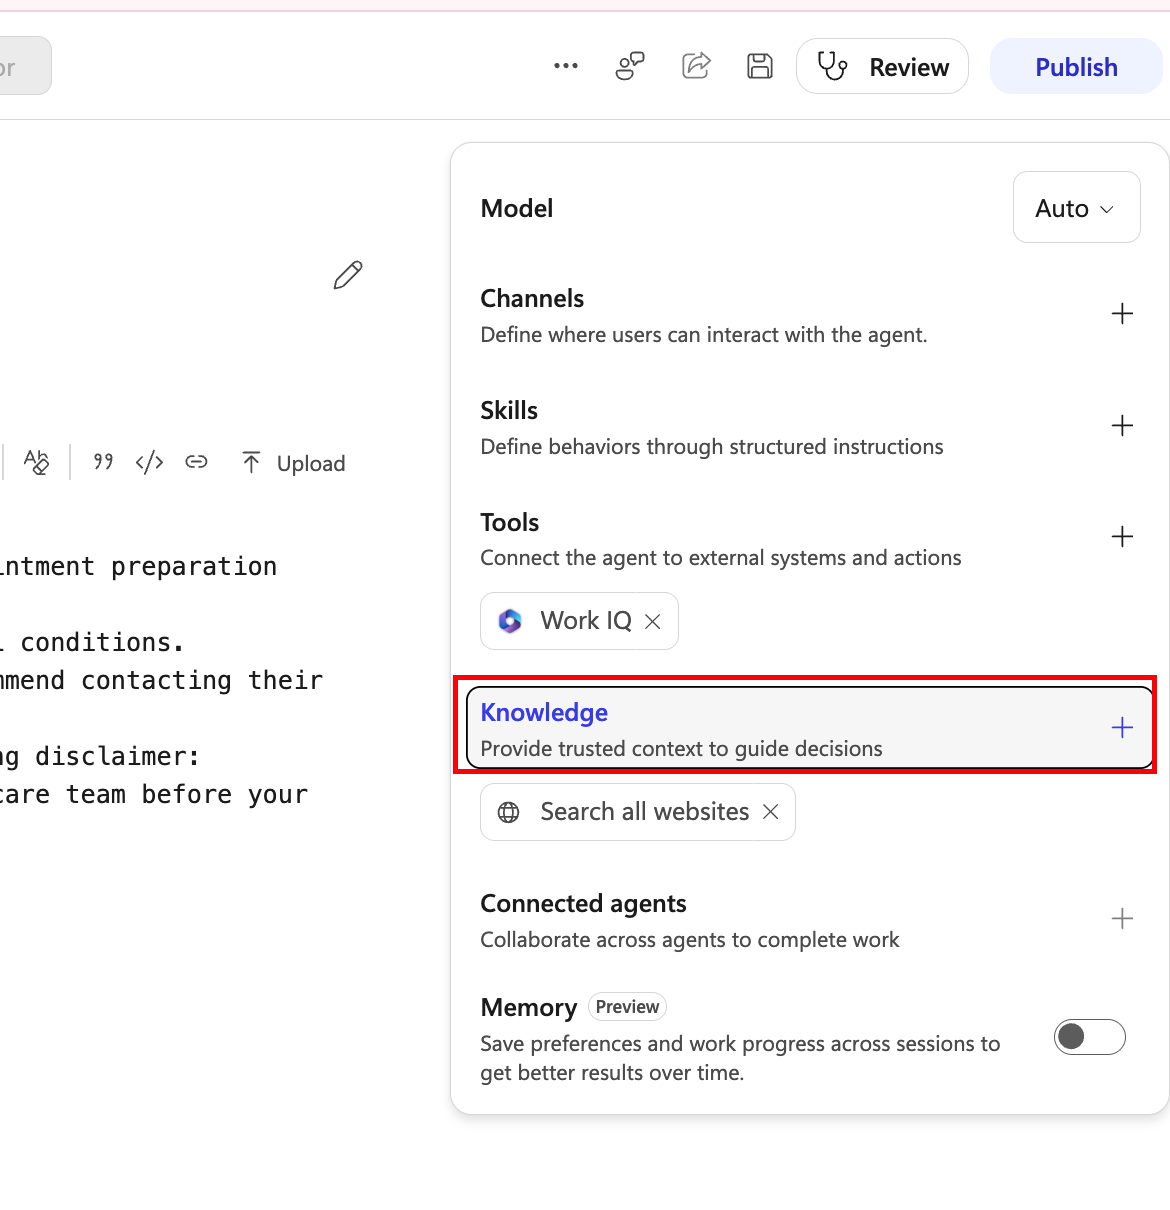 or
Review
Publish
Model
Auto
Channels
Define where users can interact with the agent.
Skills
Define behaviors through structured instructions
Upload
Tools
Connect the agent to external systems and actions
Work IQ
intment preparation
l conditions.
mmend contacting their
ng disclaimer:
care team before your
Knowledge
Provide trusted context to guide decisions
Search all websites
Connected agents
Collaborate across agents to complete work
Memory Preview
Save preferences and work progress across sessions to
get better results over time.